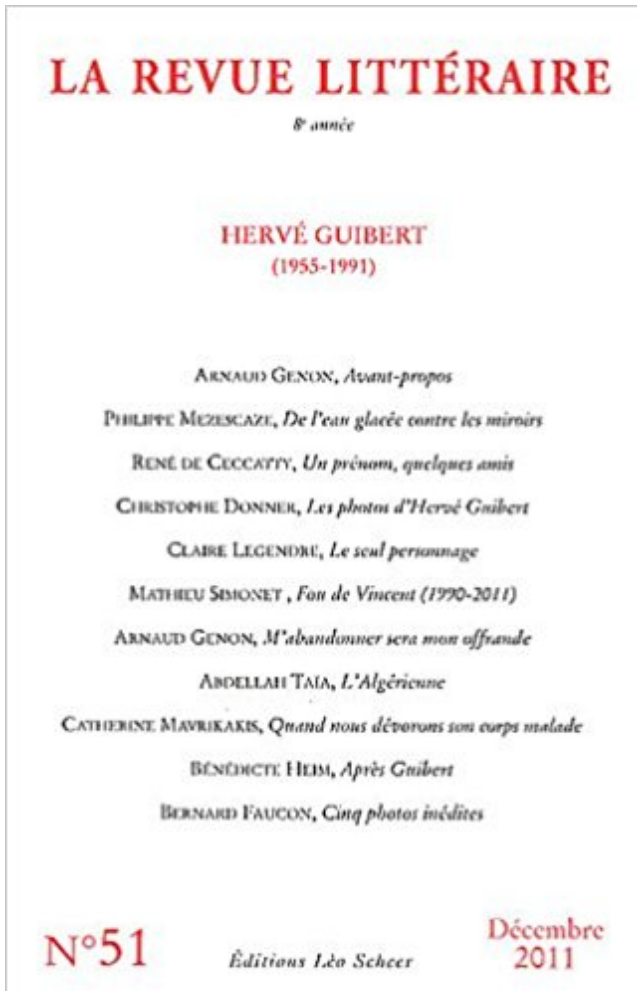 LA REVUE LITTÉRAIRE
8e année
HERVÉ GUIBERT
(1955-1991)
ARNAUD GENON, Avant-propos
PHILIPPE MEZESCAZE, De l'eau glacée contre les miroirs
RENÉ DE CECCATTY, Un prénom, quelques amis
CHRISTOPHE DONNER, Les photos d'Hervé Guibert
CLAIRE LEGENDRE, Le seul personnage
MATHIEU SIMONET , Fou de Vincent (1990-2011)
ARNAUD GENON, M'abandonner sera mon offrande
ABDELLAH TAÏA, L'Algérienne
CATHERINE MAVRIKAKIS, Quand nous dévorons son corps malade
BÉNÉDICTE HEIM, Après Guibert
BERNARD FAUCON, Cinq photos inédites
N°51
Éditions Léo Scheer
Décembre
2011